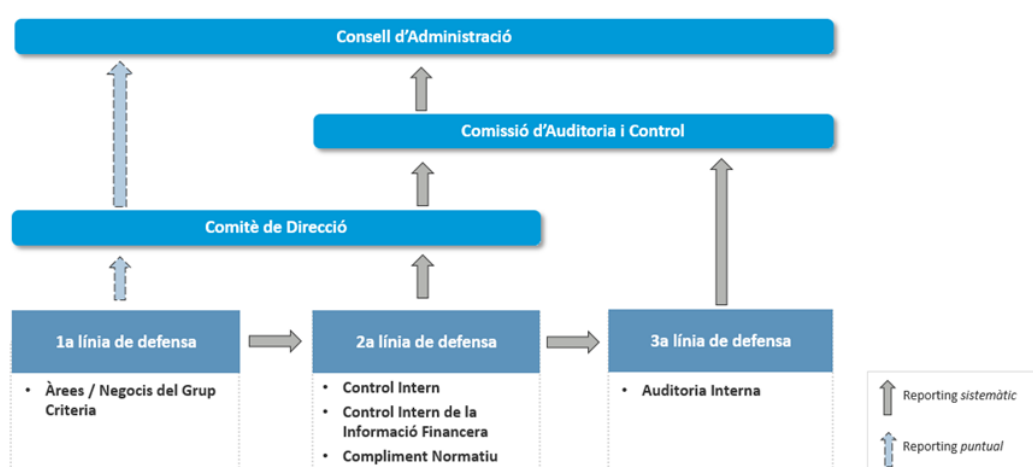 Consell d'Administració
Comissió d'Auditoria i Control
Comitè de Direcció
1a línia de defensa
2a línia de defensa
3a línia de defensa
• Àrees / Negocis del Grup
Criteria
• Control Intern
• Control Intern de la
Informació Financera
• Compliment Normatiu
• Auditoria Interna
Reporting sistemàtic
Reporting puntual